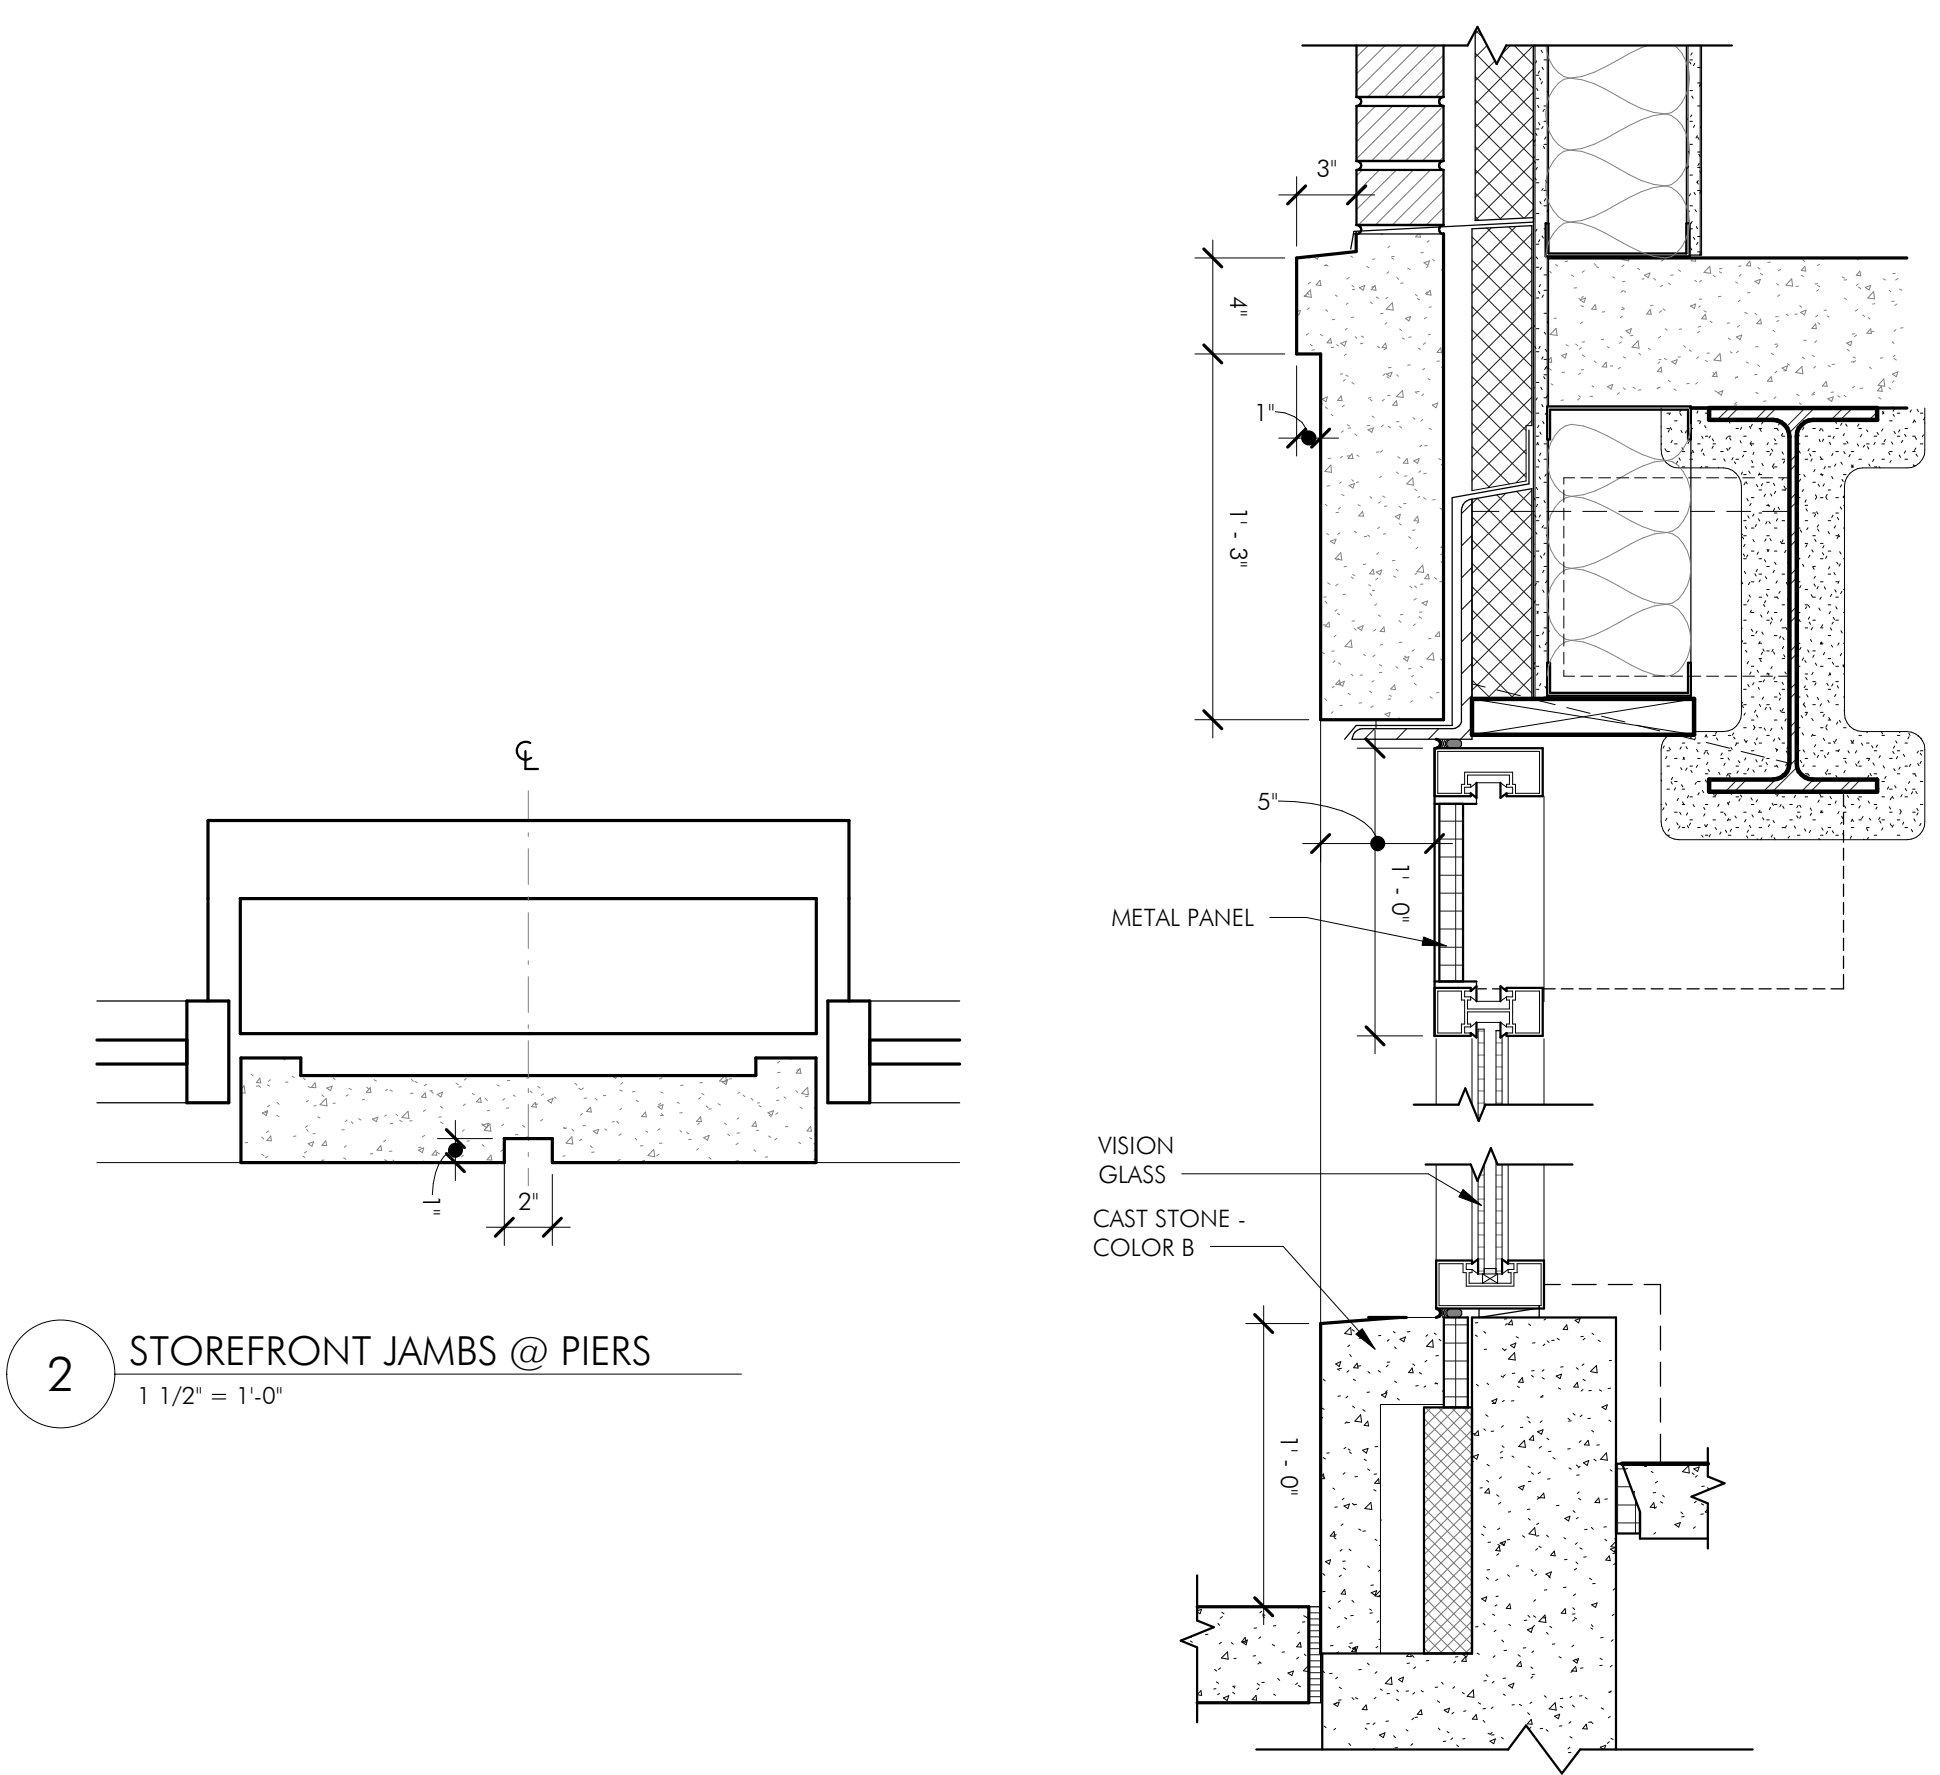 3"
4"
1"
1' - 3"
℄
5"
1' - 0"
METAL PANEL
VISION
GLASS
CAST STONE -
COLOR B
1"
2"
1' - 0"
2
STOREFRONT JAMBS @ PIERS
1 1/2" = 1'-0"